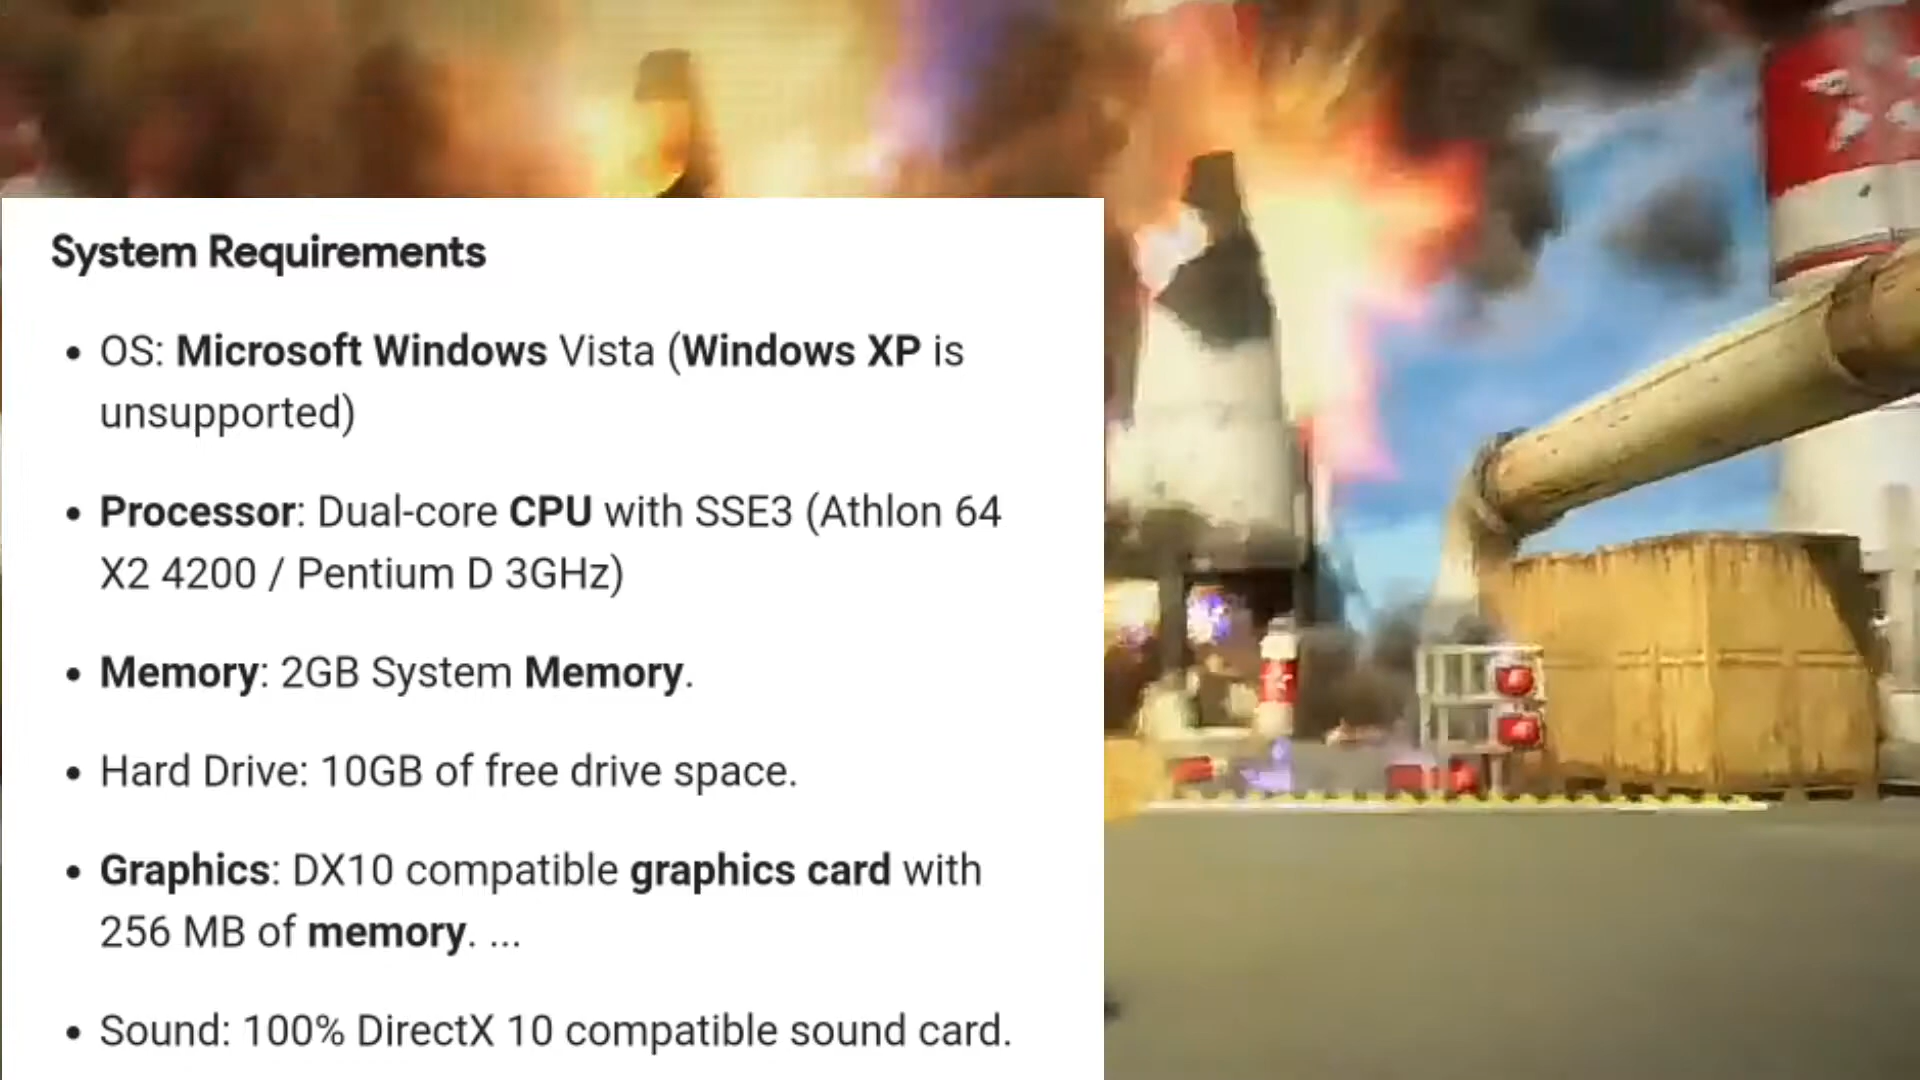 System Requirements
• OS: Microsoft Windows Vista (Windows XP is
unsupported)
• Processor: Dual-core CPU with SSE3 (Athlon 64
X2 4200 / Pentium D 3GHz)
• Memory: 2GB System Memory.
• Hard Drive: 10GB of free drive space.
• Graphics: DX10 compatible graphics card with
256 MB of memory. ...
• Sound: 100% DirectX 10 compatible sound card.